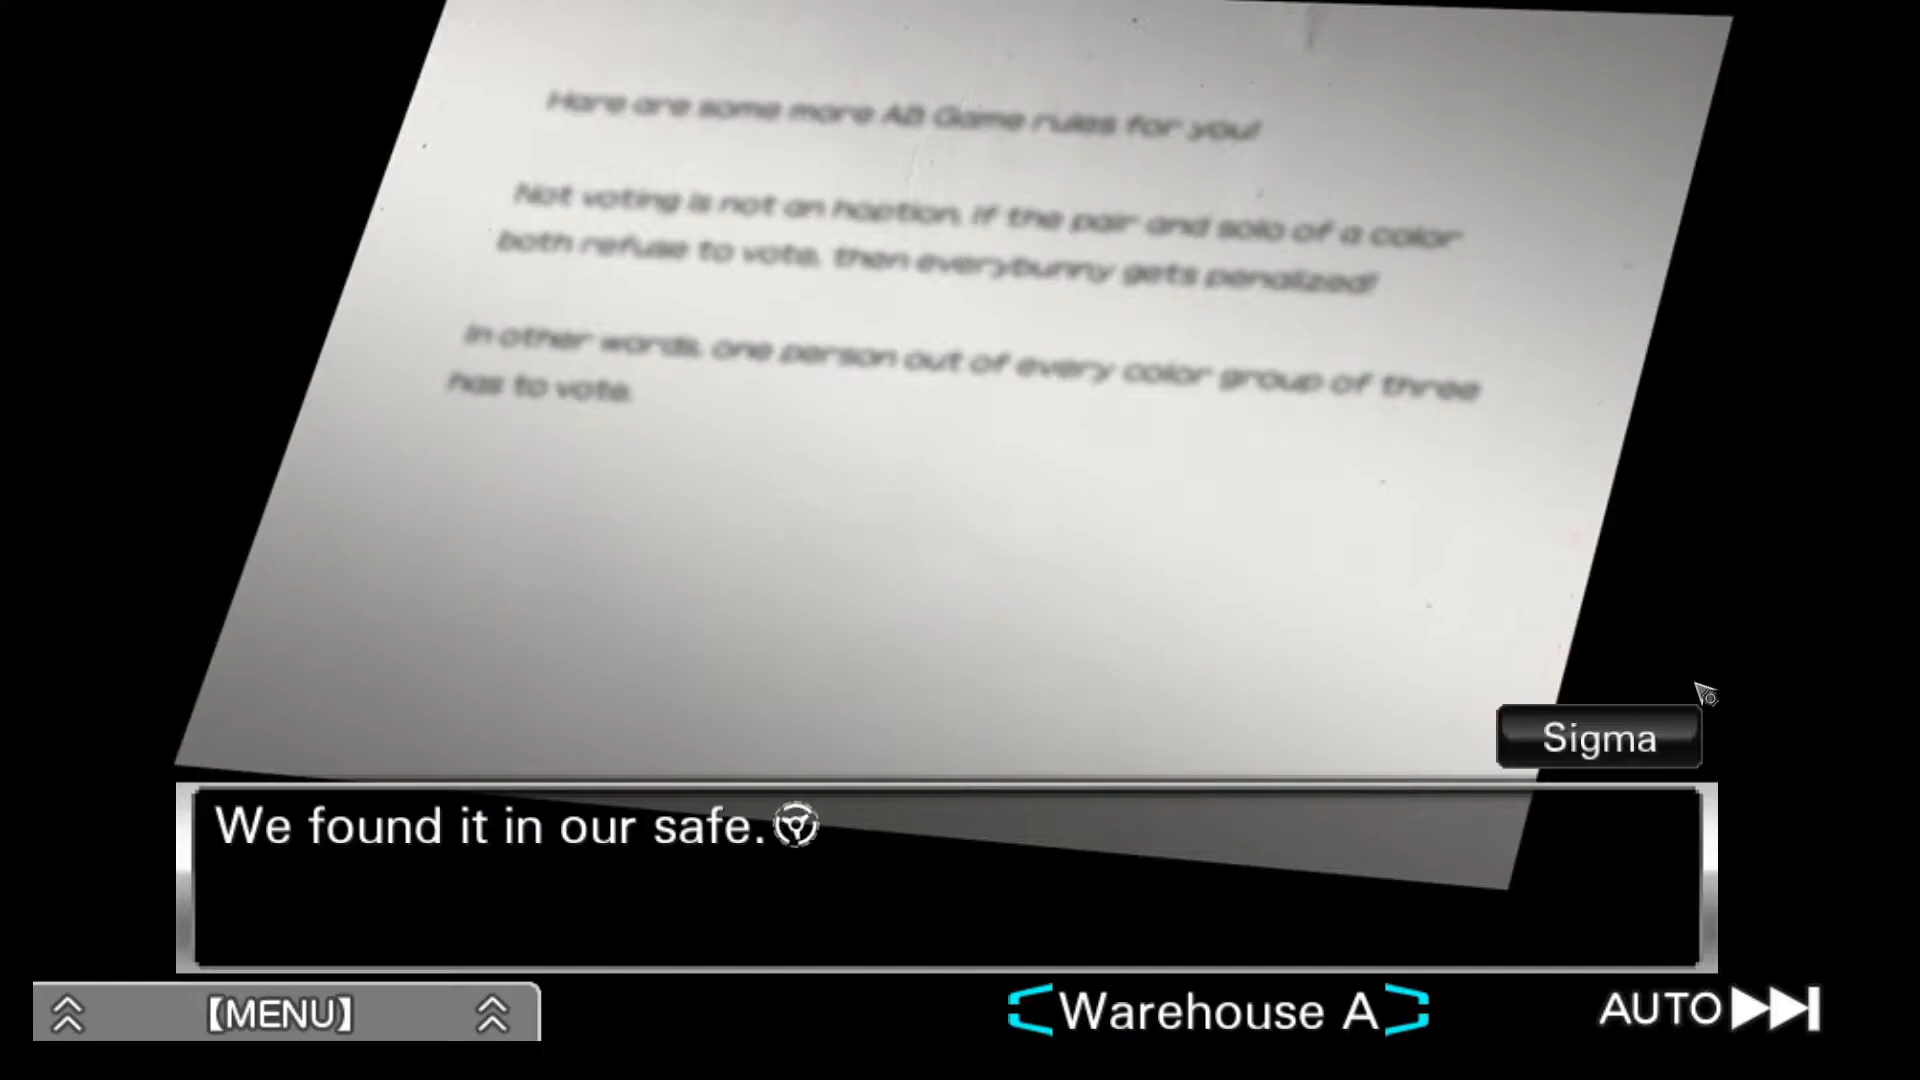 Hare are some more AB Game rules for you!
Not voting is not an hoption. If the pair and solo of a color
both refuse to vote, then everybunny gets penalized!
In other words, one person out of every color group of three
has to vote.
Sigma
We found it in our safe.
【MENU】
Warehouse A
AUTO